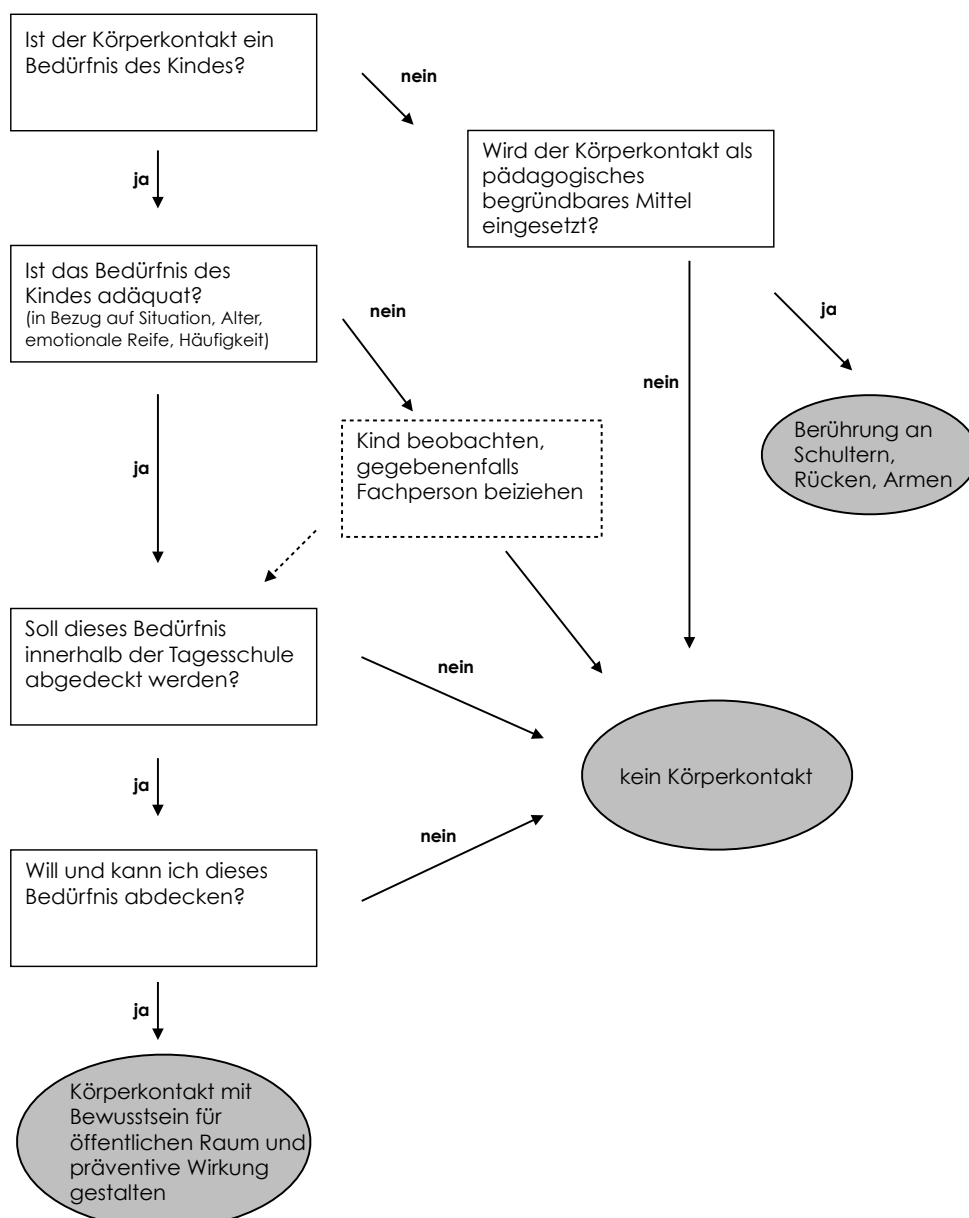 Ist der Körperkontakt ein
Bedürfnis des Kindes?
nein
ja
Wird der Körperkontakt als
pädagogisches
begründbares Mittel
eingesetzt?
Ist das Bedürfnis des
Kindes adäquat?
(in Bezug auf Situation, Alter,
emotionale Reife, Häufigkeit)
nein
ja
nein
Berührung an
Schultern,
Rücken, Armen
Kind beobachten,
gegebenenfalls
Fachperson beiziehen
ja
Soll dieses Bedürfnis
innerhalb der Tagesschule
abgedeckt werden?
nein
kein Körperkontakt
ja
nein
Will und kann ich dieses
Bedürfnis abdecken?
ja
Körperkontakt mit
Bewusstsein für
öffentlichen Raum und
präventive Wirkung
gestalten